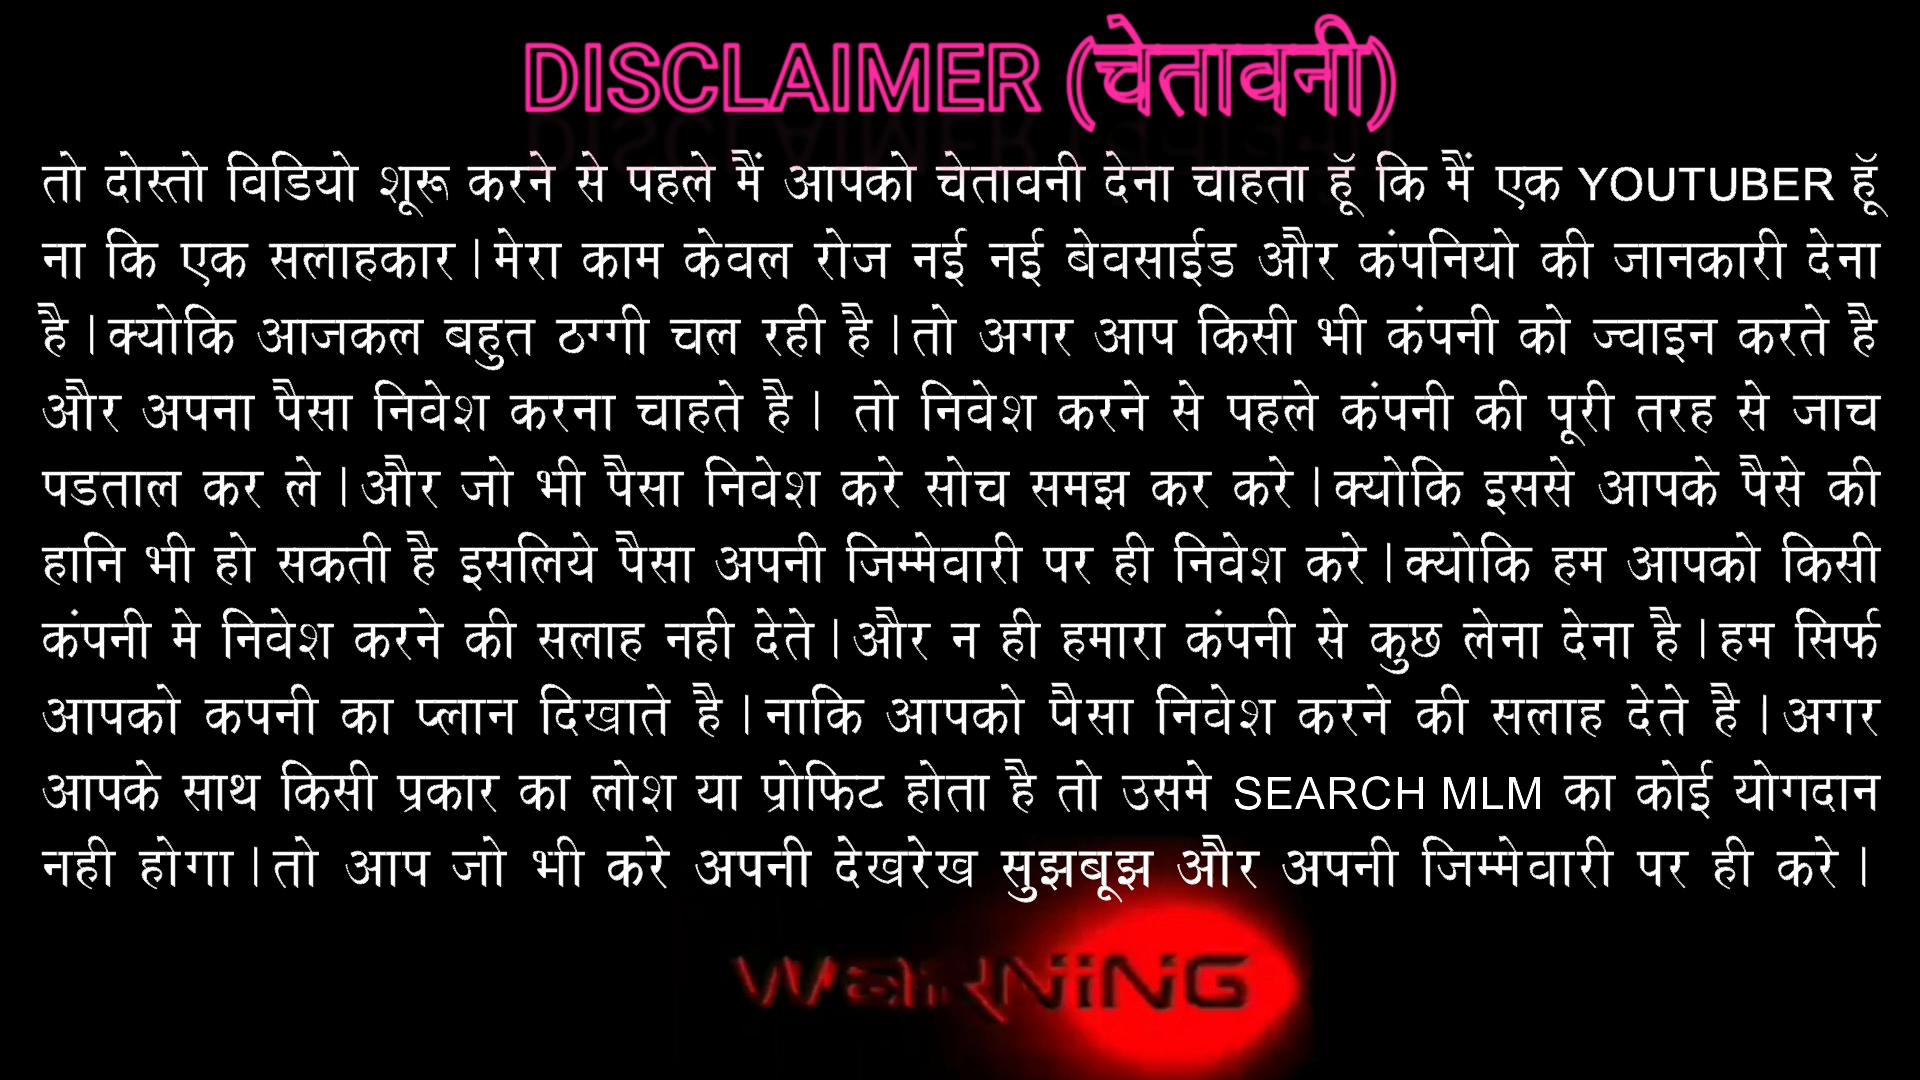 DISCLAIMER (चेतावनी)
तो दोस्तो विडियो शूरू करने से पहले मैं आपको चेतावनी देना चाहता हूॅ कि मैं एक YOUTUBER हूॅ
ना कि एक सलाहकार।मेरा काम केवल रोज नई नई बेवसाईड और कंपनियो की जानकारी देना
है।क्योकि आजकल बहुत ठग्गी चल रही है।तो अगर आप किसी भी कंपनी को ज्वाइन करते है
और अपना पैसा निवेश करना चाहते है। तो निवेश करने से पहले कंपनी की पूरी तरह से जाच
पडताल कर ले।और जो भी पैसा निवेश करे सोच समझ कर करे।क्योकि इससे आपके पैसे की
हानि भी हो सकती है इसलिये पैसा अपनी जिम्मेवारी पर ही निवेश करे।क्योकि हम आपको किसी
कंपनी मे निवेश करने की सलाह नही देते।और न ही हमारा कंपनी से कुछ लेना देना है।हम सिर्फ
आपको कपनी का प्लान दिखाते है।नाकि आपको पैसा निवेश करने की सलाह देते है।अगर
आपके साथ किसी प्रकार का लोश या प्रोफिट होता है तो उसमे SEARCH MLM का कोई योगदान
नही होगा।तो आप जो भी करे अपनी देखरेख सुझबूझ और अपनी जिम्मेवारी पर ही करे।
WaRNiNG